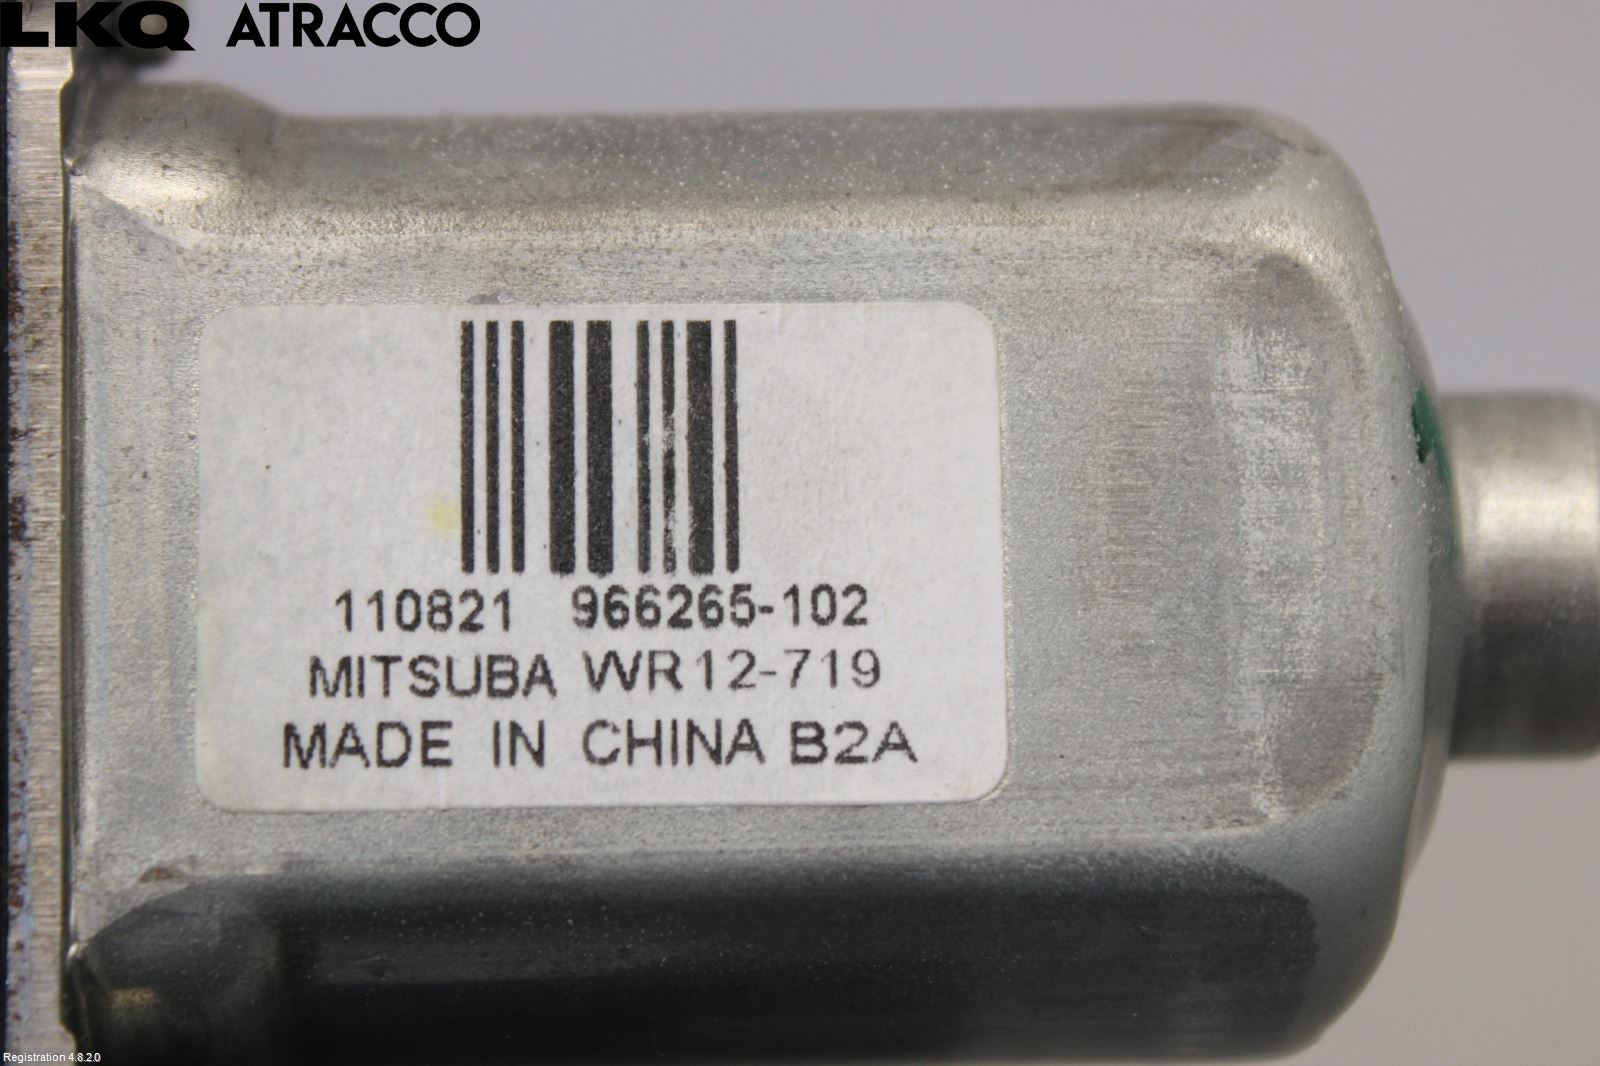 LKQ ATRACCO
110821 966265-102
MITSUBA WR12-719
MADE IN CHINA B2A
Registration 4.8.2.0